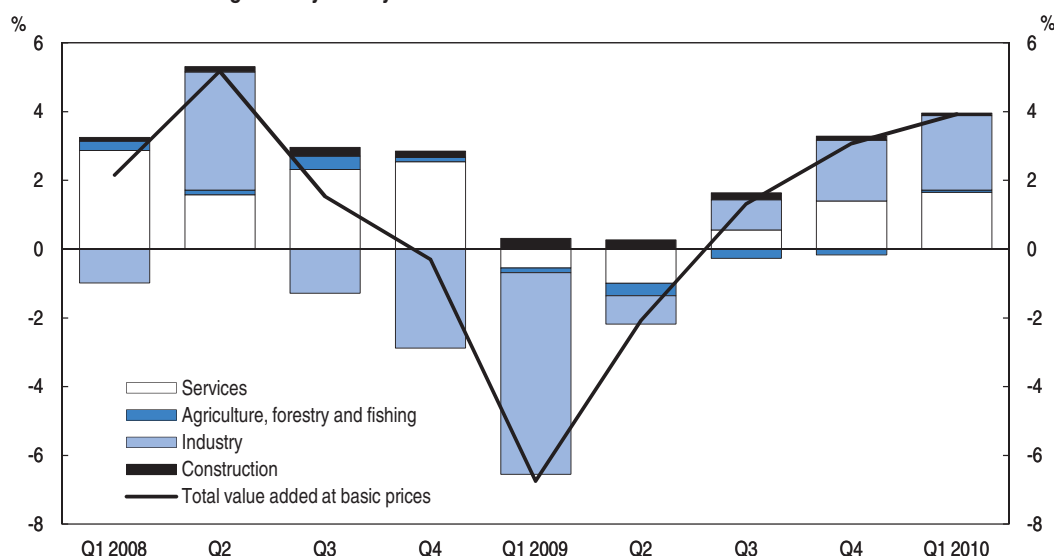 %
%
6
6
4
4
2
2
0
0
-2
-2
-4
-4
-6
-6
-8
-8
Services
Agriculture, forestry and fishing
Industry
Construction
Total value added at basic prices
Q1 2008
Q2
Q3
Q4
Q1 2009
Q2
Q3
Q4
Q1 2010